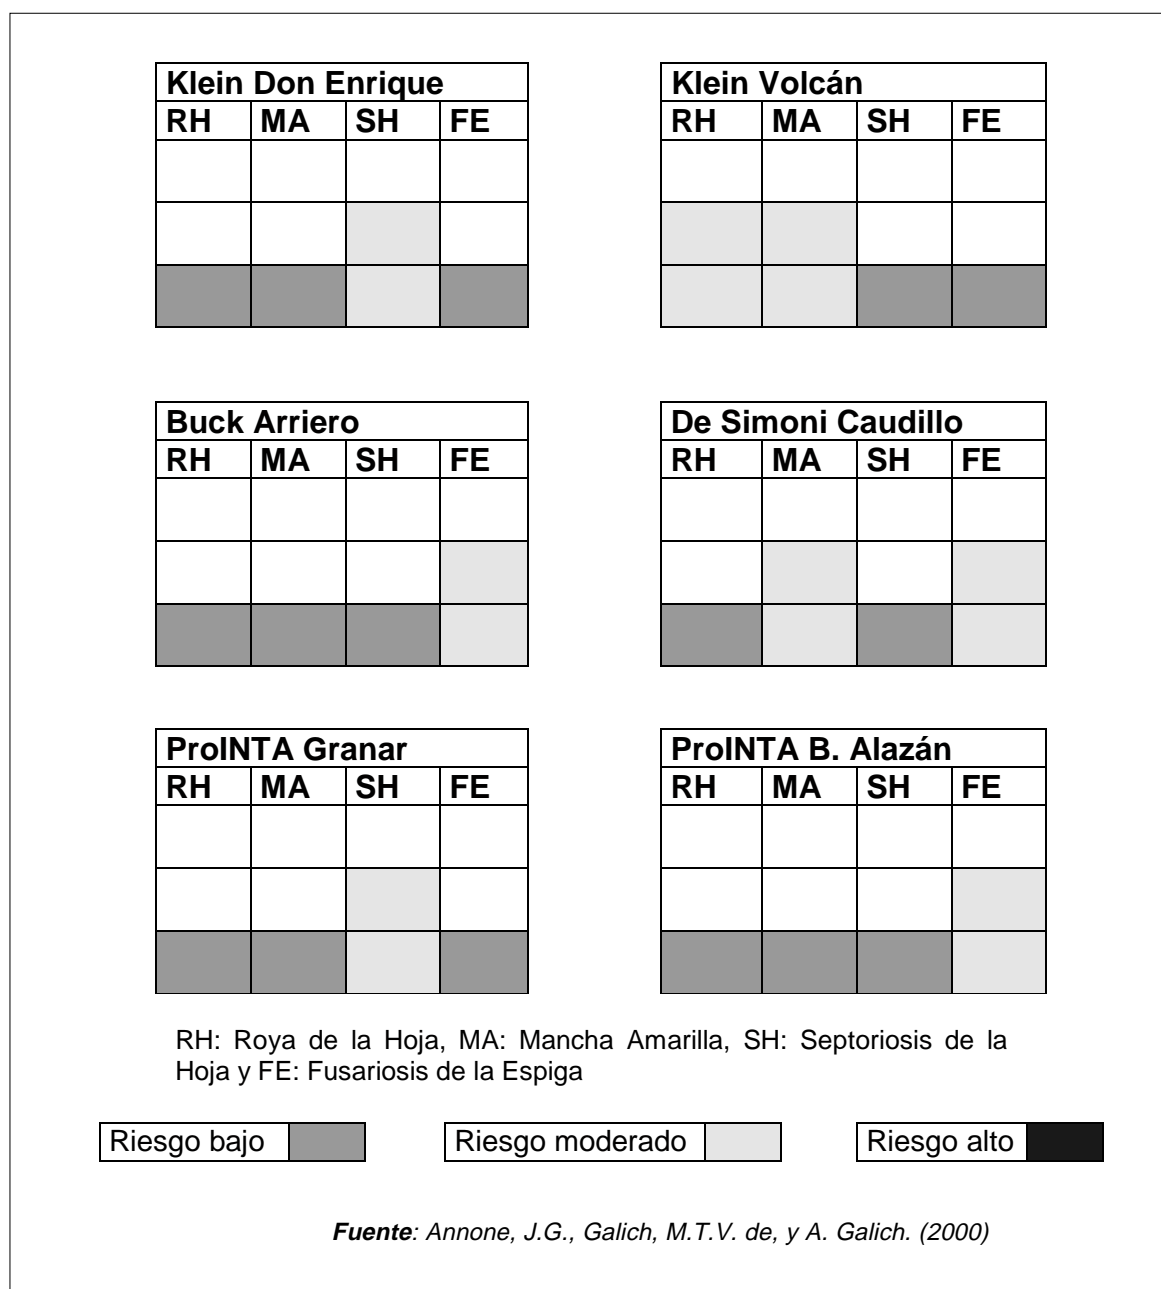 Klein Don Enrique
RH MA SH FE
Klein Volcán
RH MA SH FE
Buck Arriero
RH MA SH FE
De Simoni Caudillo
RH MA SH FE
ProINTA Granar
RH MA SH FE
ProINTA B. Alazán
RH MA SH FE
RH: Roya de la Hoja, MA: Mancha Amarilla, SH: Septoriosis de la
Hoja y FE: Fusariosis de la Espiga
Riesgo bajo
Riesgo moderado
Riesgo alto
Fuente: Annone, J.G., Galich, M.T.V. de, y A. Galich. (2000)